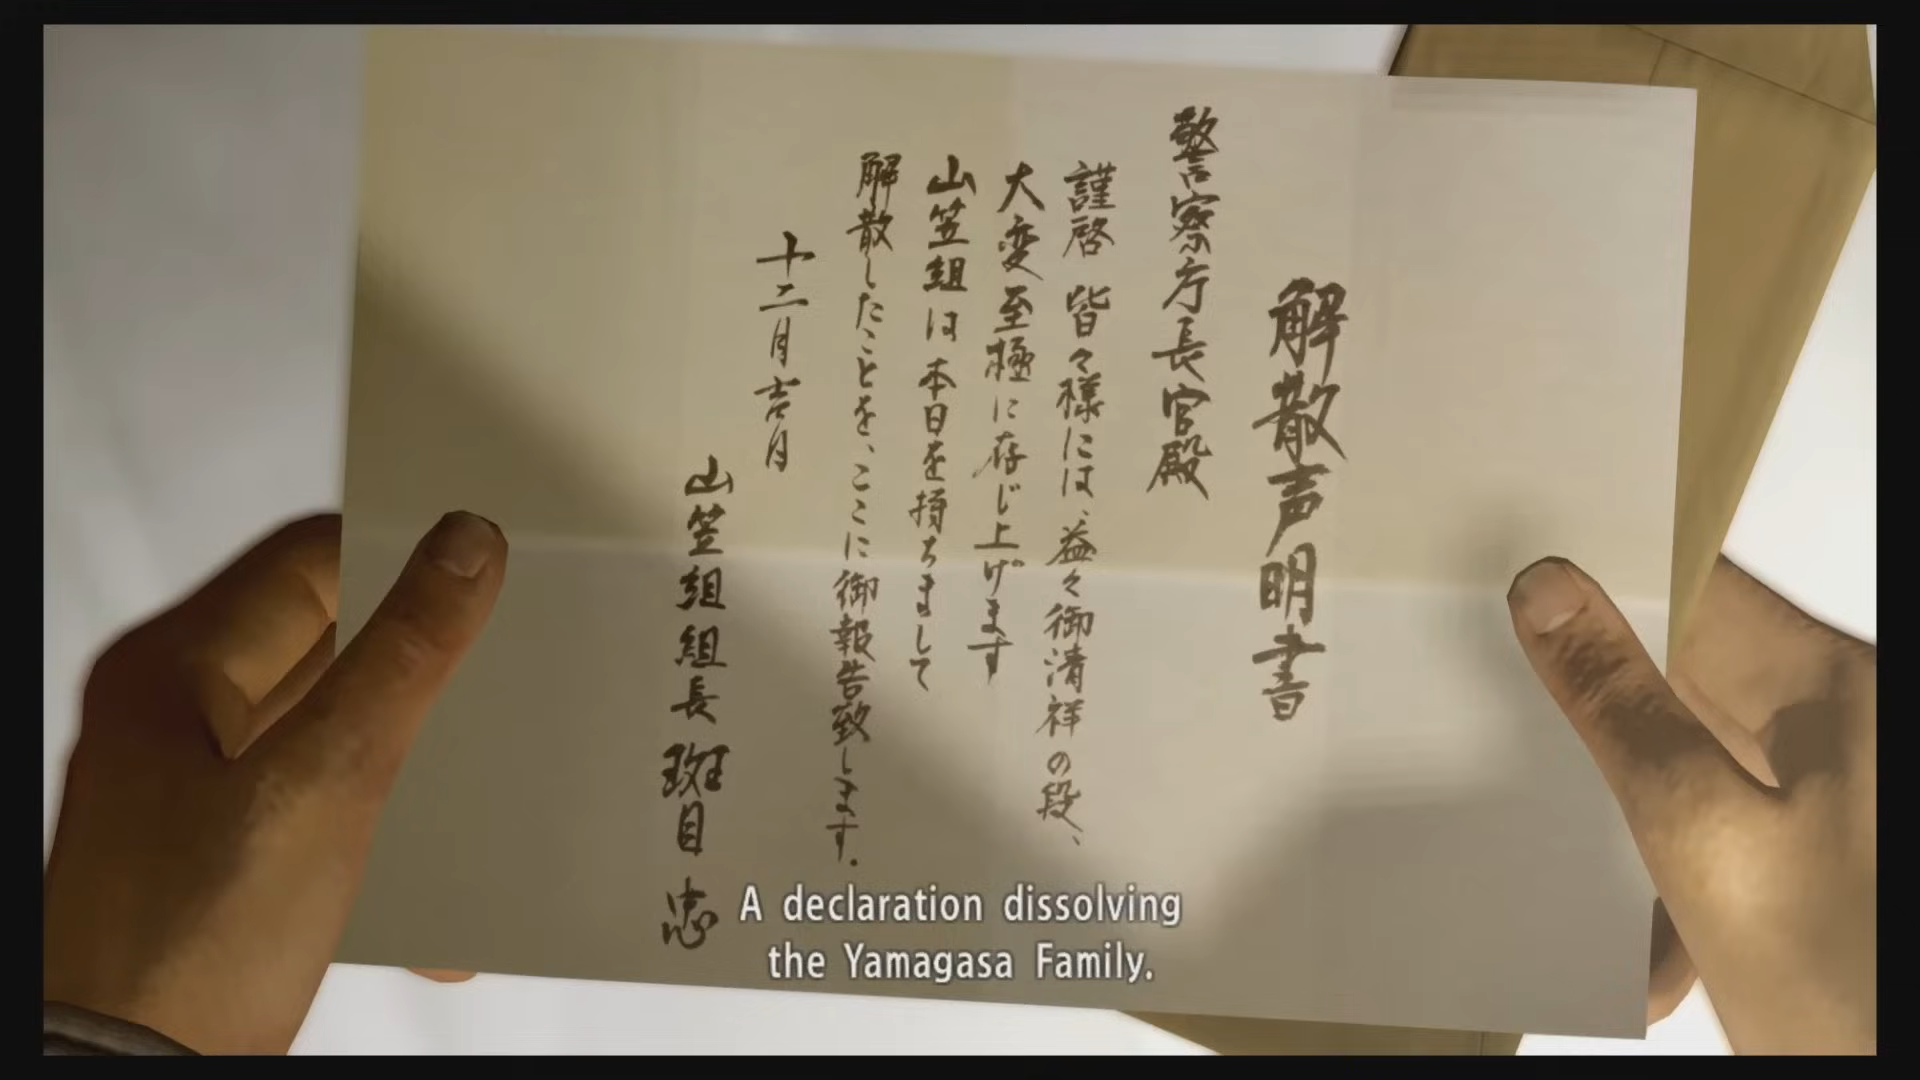 解散声明書
警察庁長官殿
謹啓 皆々様には、益々御清祥の段、
大変至極に存じ上げます
山笠組は本日を持ちまして
解散したことを、ここに御報告致します.
十二月吉月
山笠組組長 斑目 忠
A declaration dissolving
the Yamagasa Family.